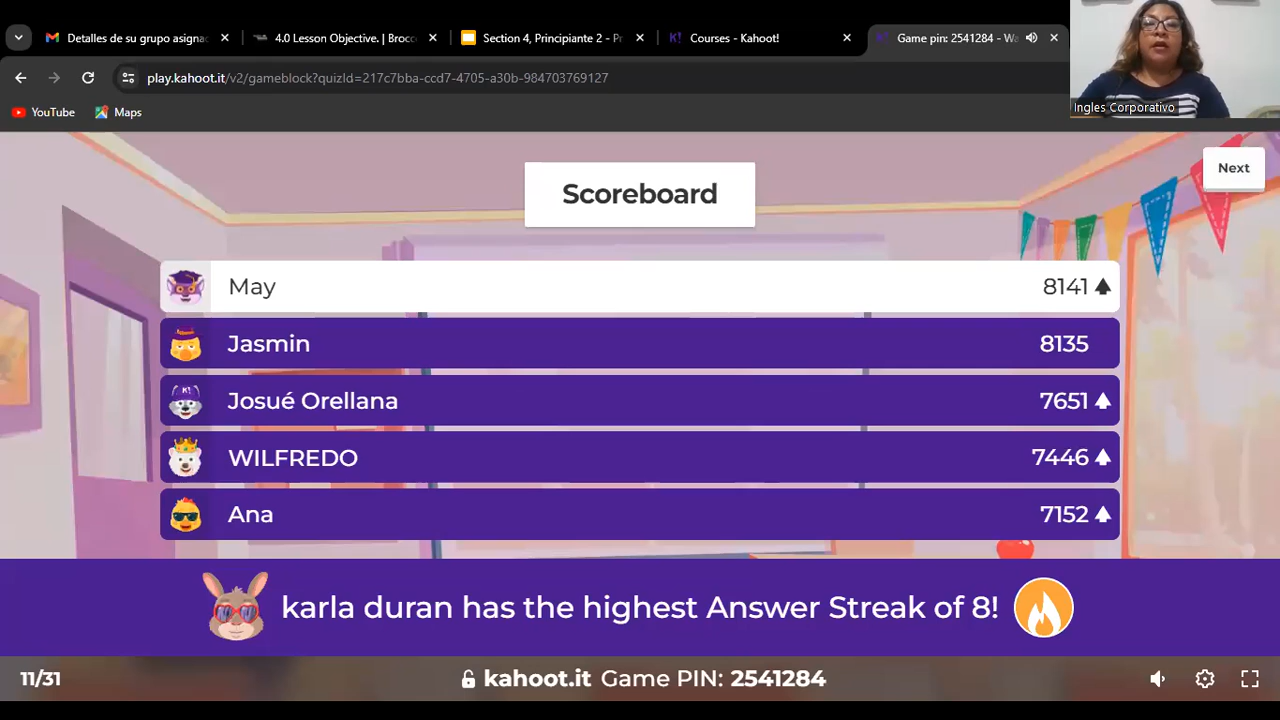 Detalles de su grupo asigna
4.0 Lesson Objective. | Brocc
Section 4, Principiante 2 - Pr
K! Courses - Kahoot!
Game pin: 2541284 - Wa
play.kahoot.it/v2/gameblock?quizId=217c7bba-ccd7-4705-a30b-984703769127
YouTube
Maps
Ingles Corporativo
Scoreboard
Next
May 8141
Jasmin 8135
K!
Josué Orellana 7651
WILFREDO 7446
Ana 7152
karla duran has the highest Answer Streak of 8!
11/31
kahoot.it Game PIN: 2541284